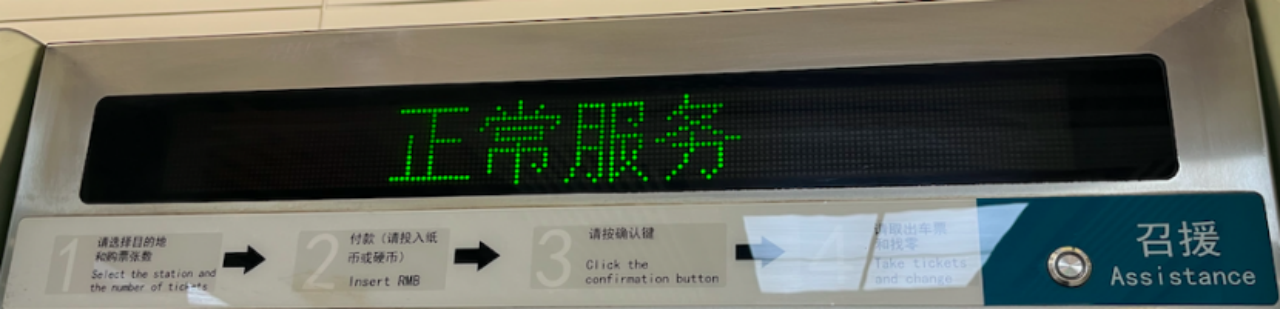 正常服务
1
请选择目的地
和购票张数
Select the station and
the number of tickets
2
付款（请投入纸
币或硬币）
Insert RMB
3
请按确认键
Click the
confirmation button
4
请取出车票
和找零
Take tickets
and change
召援
Assistance